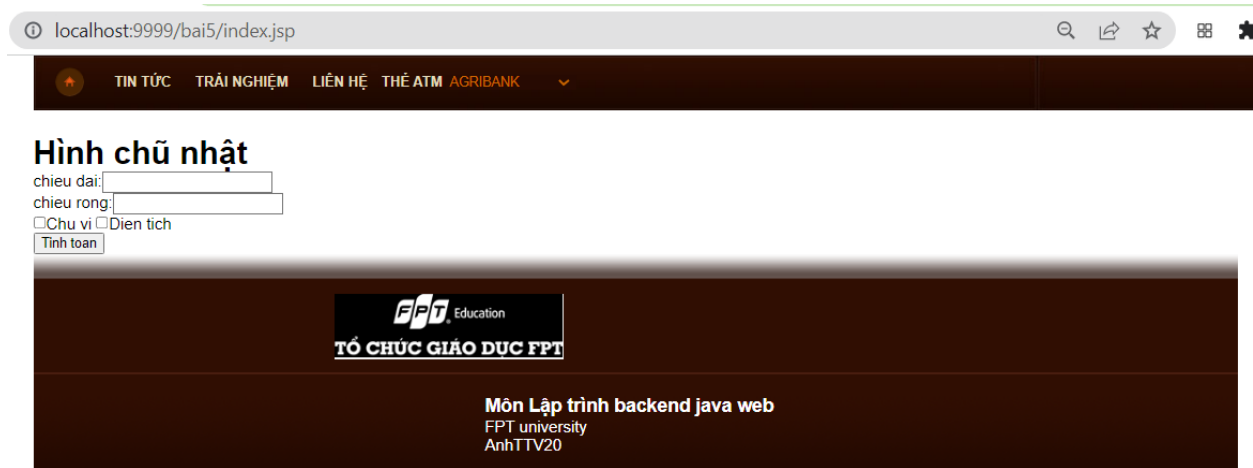 localhost:9999/bai5/index.jsp
TIN TỨC TRẢI NGHIỆM LIÊN HỆ THẺ ATM AGRIBANK
Hình chũ nhật
chieu dai:
chieu rong:
Chu vi Dien tich
Tinh toan
FPT Education
TỔ CHỨC GIÁO DỤC FPT
Môn Lập trình backend java web
FPT university
AnhTTV20